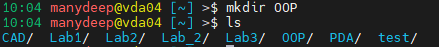 10:04 manydeep@vda04 [~] >$ mkdir OOP
10:04 manydeep@vda04 [~] >$ ls
CAD/ Lab1/ Lab2/ Lab_2/ Lab3/ OOP/ PDA/ test/